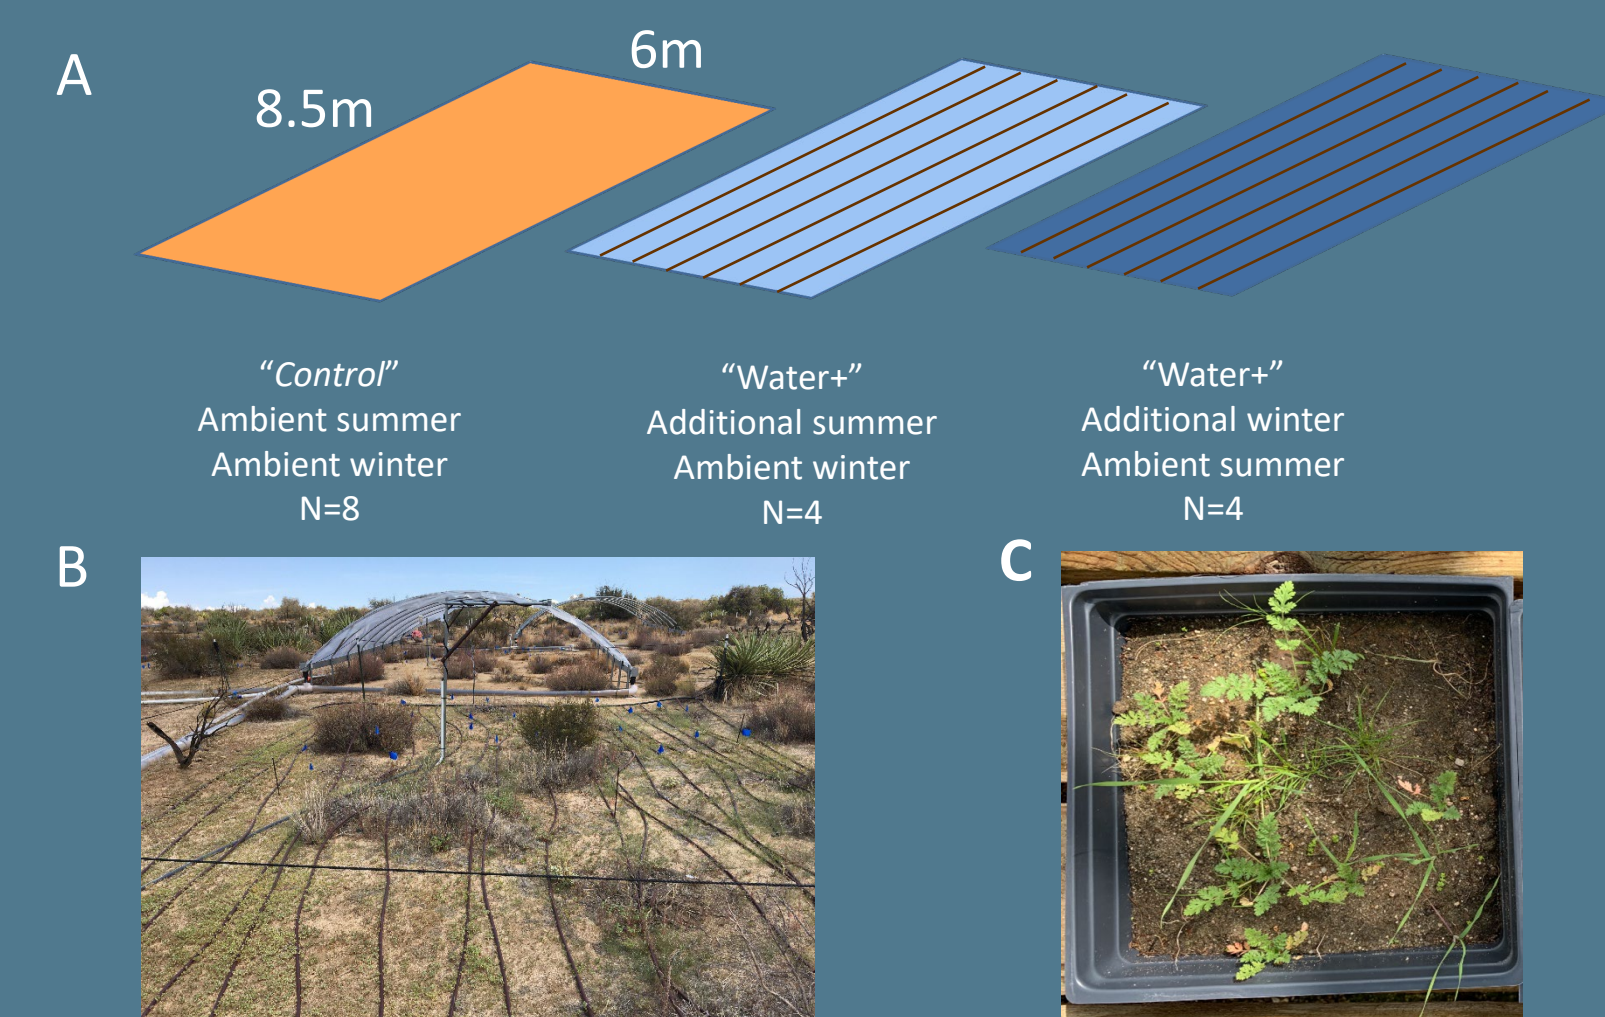 A
8.5m
6m
“Control”
Ambient summer
Ambient winter
N=8
“Water+”
Additional summer
Ambient winter
N=4
“Water+”
Additional winter
Ambient summer
N=4
B
C